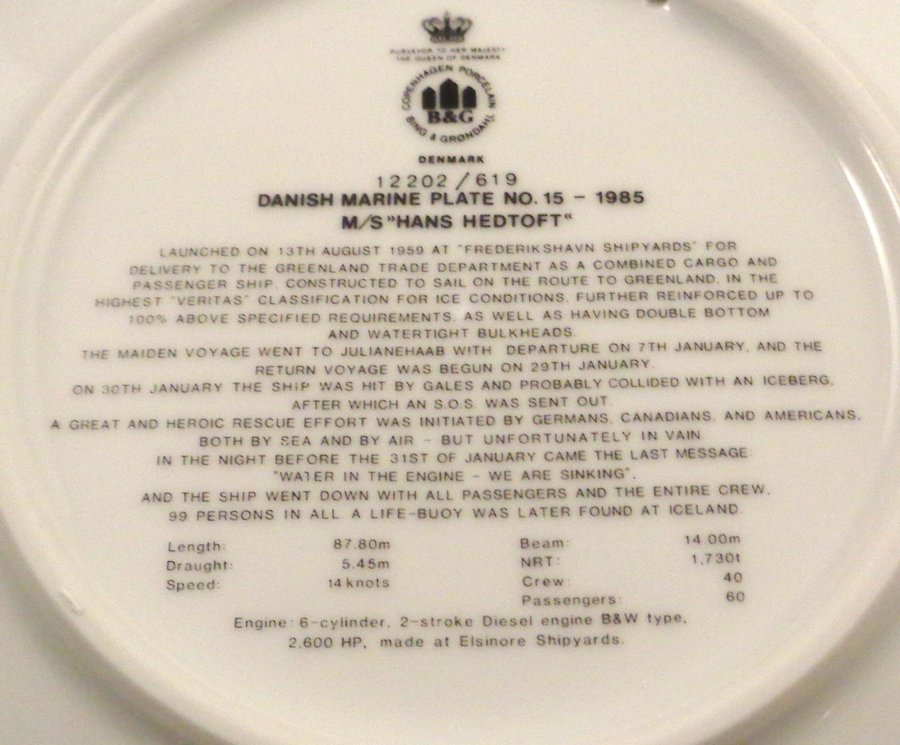 PURVEYOR TO HER MAJESTY
THE QUEEN OF DENMARK
COPENHAGEN PORCELAIN
B&G
BING & GRØNDAHL
DENMARK
12202/619
DANISH MARINE PLATE NO. 15 - 1985
M/S "HANS HEDTOFT"
LAUNCHED ON 13TH AUGUST 1959 AT "FREDERIKSHAVN SHIPYARDS" FOR
DELIVERY TO THE GREENLAND TRADE DEPARTMENT AS A COMBINED CARGO AND
PASSENGER SHIP. CONSTRUCTED TO SAIL ON THE ROUTE TO GREENLAND. IN THE
HIGHEST "VERITAS" CLASSIFICATION FOR ICE CONDITIONS. FURTHER REINFORCED UP TO
100% ABOVE SPECIFIED REQUIREMENTS, AS WELL AS HAVING DOUBLE BOTTOM
AND WATERTIGHT BULKHEADS.
THE MAIDEN VOYAGE WENT TO JULIANEHAAB WITH DEPARTURE ON 7TH JANUARY, AND THE
RETURN VOYAGE WAS BEGUN ON 29TH JANUARY.
ON 30TH JANUARY THE SHIP WAS HIT BY GALES AND PROBABLY COLLIDED WITH AN ICEBERG,
AFTER WHICH AN S.O.S. WAS SENT OUT.
A GREAT AND HEROIC RESCUE EFFORT WAS INITIATED BY GERMANS, CANADIANS, AND AMERICANS,
BOTH BY SEA AND BY AIR - BUT UNFORTUNATELY IN VAIN
IN THE NIGHT BEFORE THE 31ST OF JANUARY CAME THE LAST MESSAGE:
"WATER IN THE ENGINE - WE ARE SINKING",
AND THE SHIP WENT DOWN WITH ALL PASSENGERS AND THE ENTIRE CREW,
99 PERSONS IN ALL. A LIFE-BUOY WAS LATER FOUND AT ICELAND.
Length: 87.80m Beam: 14.00m
Draught: 5.45m NRT: 1,730t
Speed: 14 knots Crew: 40
Passengers: 60
Engine: 6-cylinder, 2-stroke Diesel engine B&W type,
2,600 HP, made at Elsinore Shipyards.